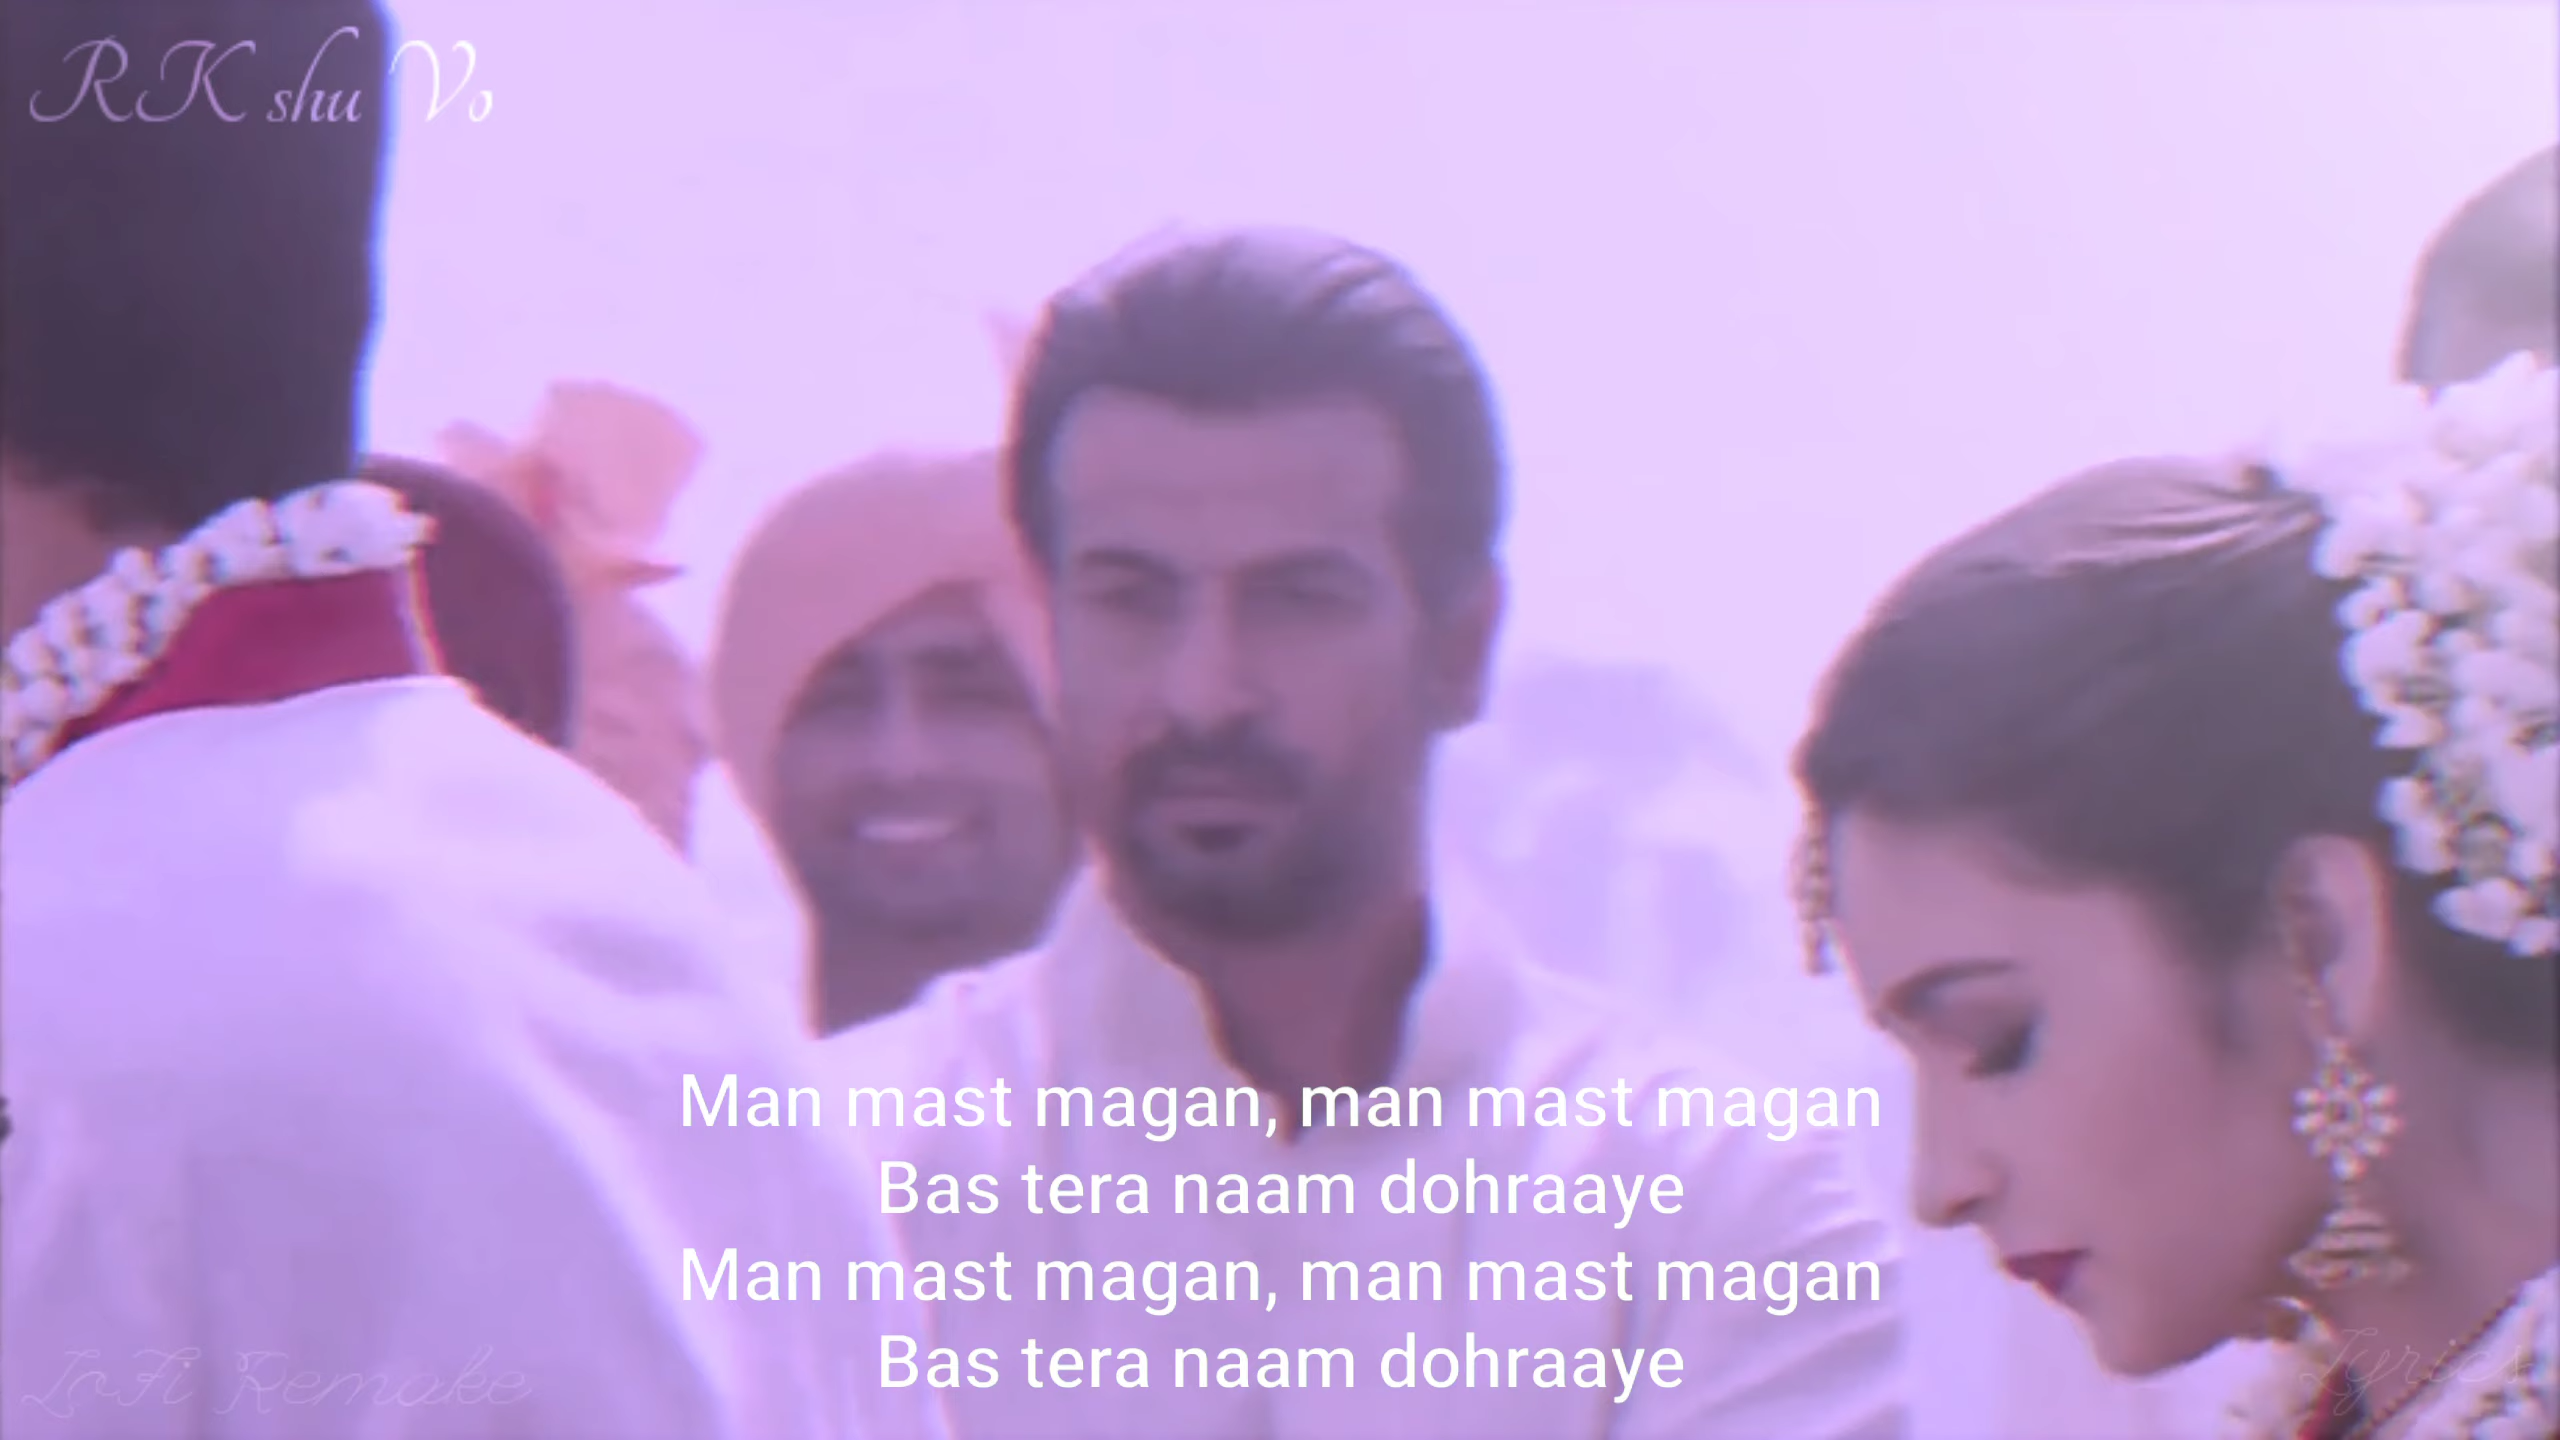 RK shu Vo
Man mast magan, man mast magan
Bas tera naam dohraaye
Man mast magan, man mast magan
Bas tera naam dohraaye
LoFi Remake
Lyrics